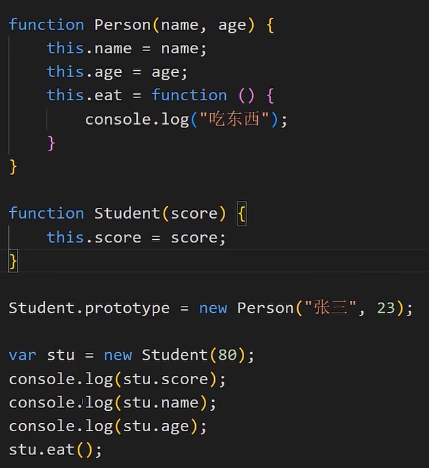 function Person(name, age) {
    this.name = name;
    this.age = age;
    this.eat = function () {
        console.log("吃东西");
    }
}

function Student(score) {
    this.score = score;
}

Student.prototype = new Person("张三", 23);

var stu = new Student(80);
console.log(stu.score);
console.log(stu.name);
console.log(stu.age);
stu.eat();